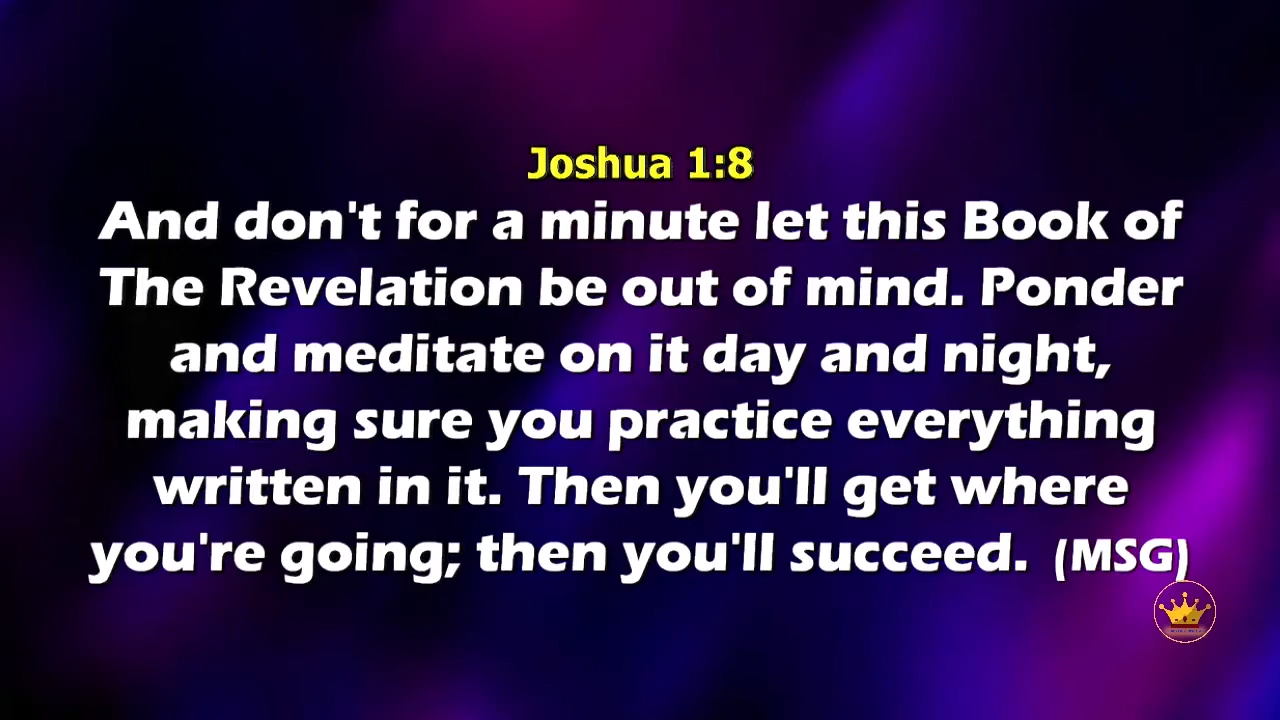 Joshua 1:8
And don't for a minute let this Book of
The Revelation be out of mind. Ponder
and meditate on it day and night,
making sure you practice everything
written in it. Then you'll get where
you're going; then you'll succeed. (MSG)